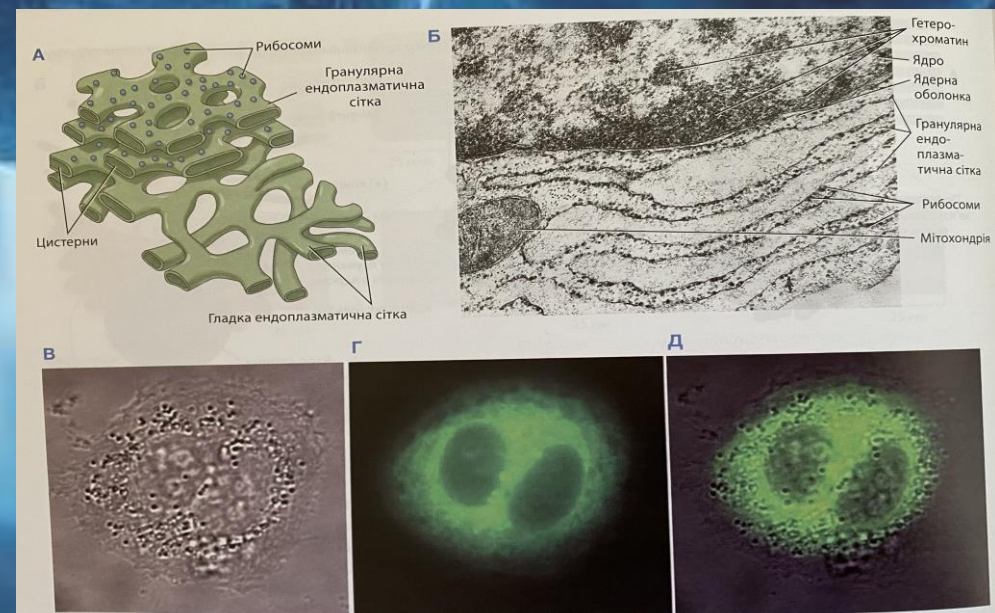 А
Рибосоми
Гранулярна
ендоплазматична
сітка
Цистерни
Гладка ендоплазматична сітка
Б
Гетеро-
хроматин
Ядро
Ядерна
оболонка
Гранулярна
ендо-
плазма-
тична сітка
Рибосоми
Мітохондрія
В
Г
Д